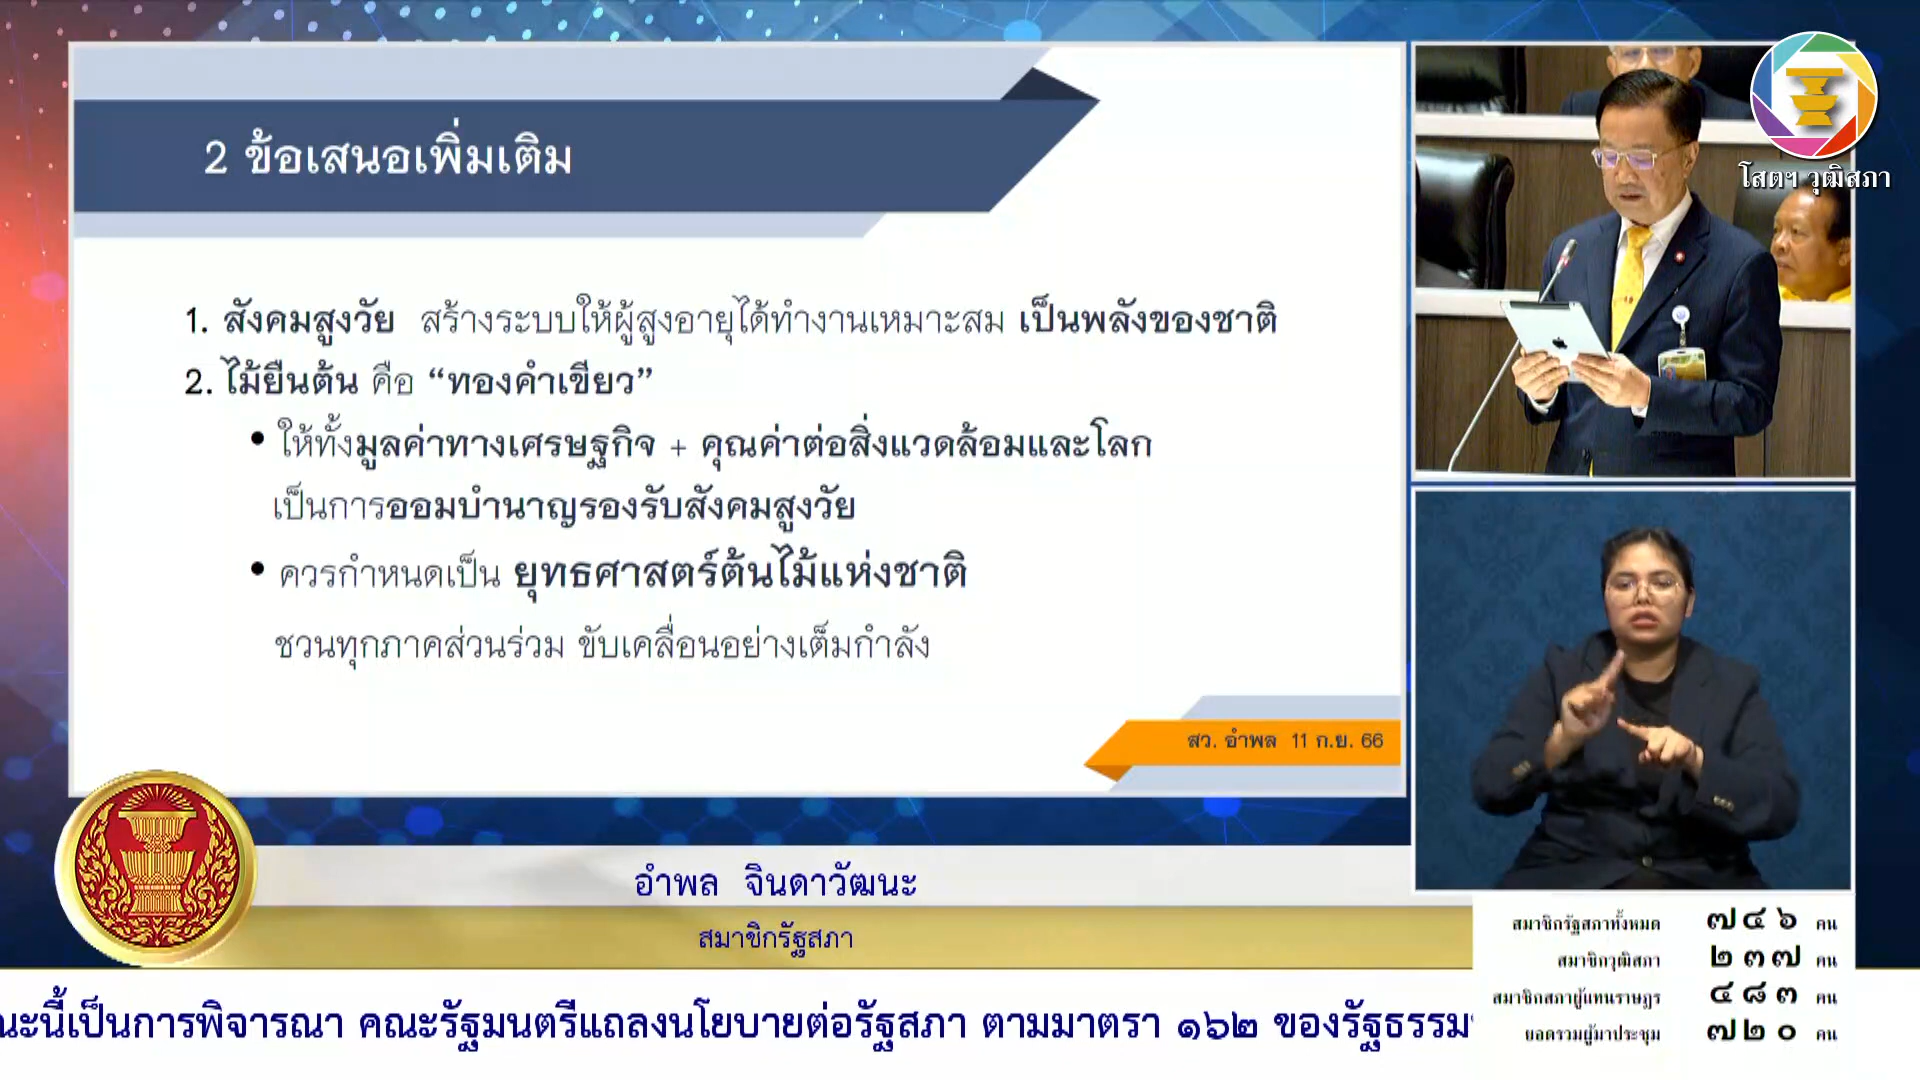 2 ข้อเสนอเพิ่มเติม
1. สังคมสูงวัย สร้างระบบให้ผู้สูงอายุได้ทำงานเหมาะสม เป็นพลังของชาติ
2. ไม้ยืนต้น คือ “ทองคำเขียว”
• ให้ทั้งมูลค่าทางเศรษฐกิจ + คุณค่าต่อสิ่งแวดล้อมและโลก
เป็นการออมบำนาญรองรับสังคมสูงวัย
• ควรกำหนดเป็น ยุทธศาสตร์ต้นไม้แห่งชาติ
ชวนทุกภาคส่วนร่วม ขับเคลื่อนอย่างเต็มกำลัง
สว. อำพล 11 ก.ย. 66
โสตฯ วุฒิสภา
อำพล จินดาวัฒนะ
สมาชิกรัฐสภา
สมาชิกรัฐสภาทั้งหมด ๗๔๖ คน
สมาชิกวุฒิสภา ๒๓๗ คน
สมาชิกสภาผู้แทนราษฎร ๔๘๓ คน
ยอดรวมผู้มาประชุม ๗๒๐ คน
ณะนี้เป็นการพิจารณา คณะรัฐมนตรีแถลงนโยบายต่อรัฐสภา ตามมาตรา ๑๖๒ ของรัฐธรรม